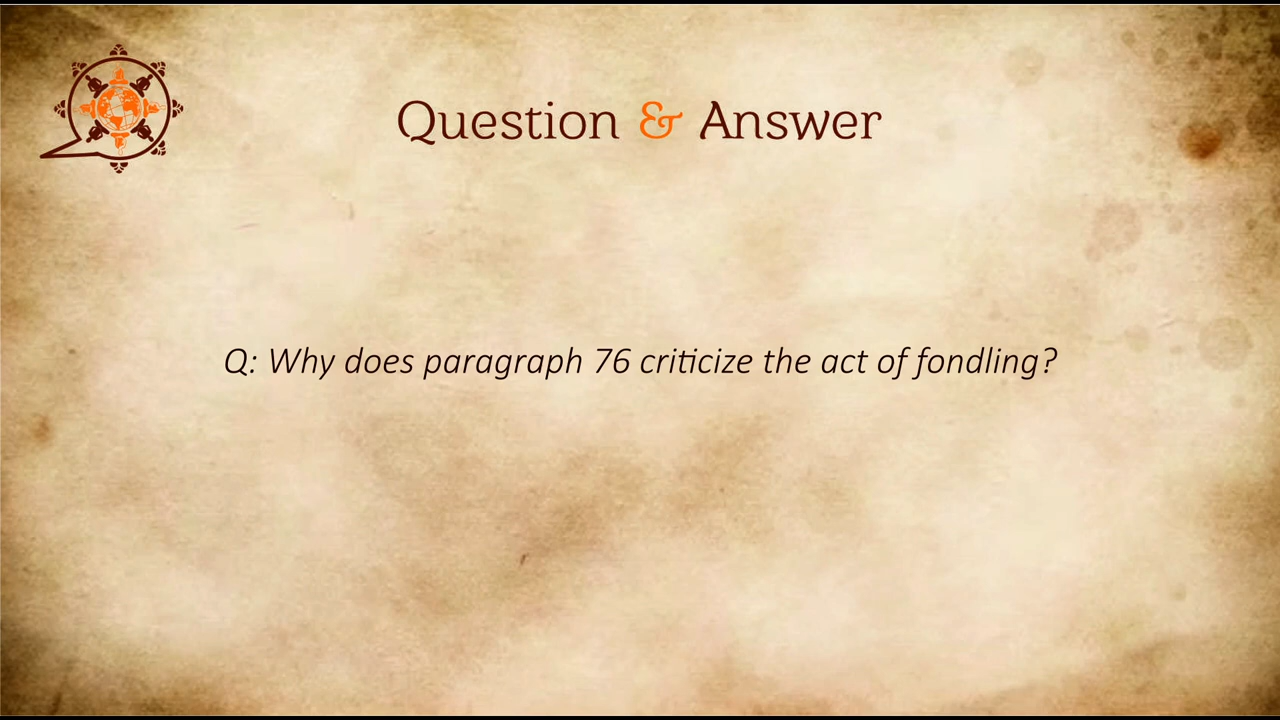 Question & Answer
Q: Why does paragraph 76 criticize the act of fondling?